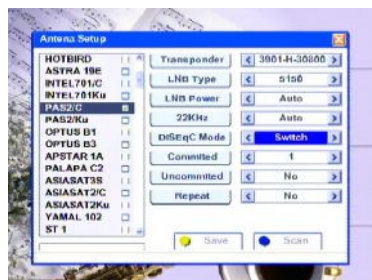 Antena Setup
HOTBIRD
ASTRA 19E
INTEL701/C
INTEL701Ku
PAS2/C
PAS2/Ku
OPTUS B1
OPTUS B3
APSTAR 1A
PALAPA C2
ASIASAT3S
ASIASAT2/C
ASIASAT2Ku
YAMAL 102
ST 1
Transponder 3901-H-30800
LNB Type 5150
LNB Power Auto
22KHz Auto
DISEqC Mode Switch
Committed 1
Uncommitted No
Repeat No
Save Scan